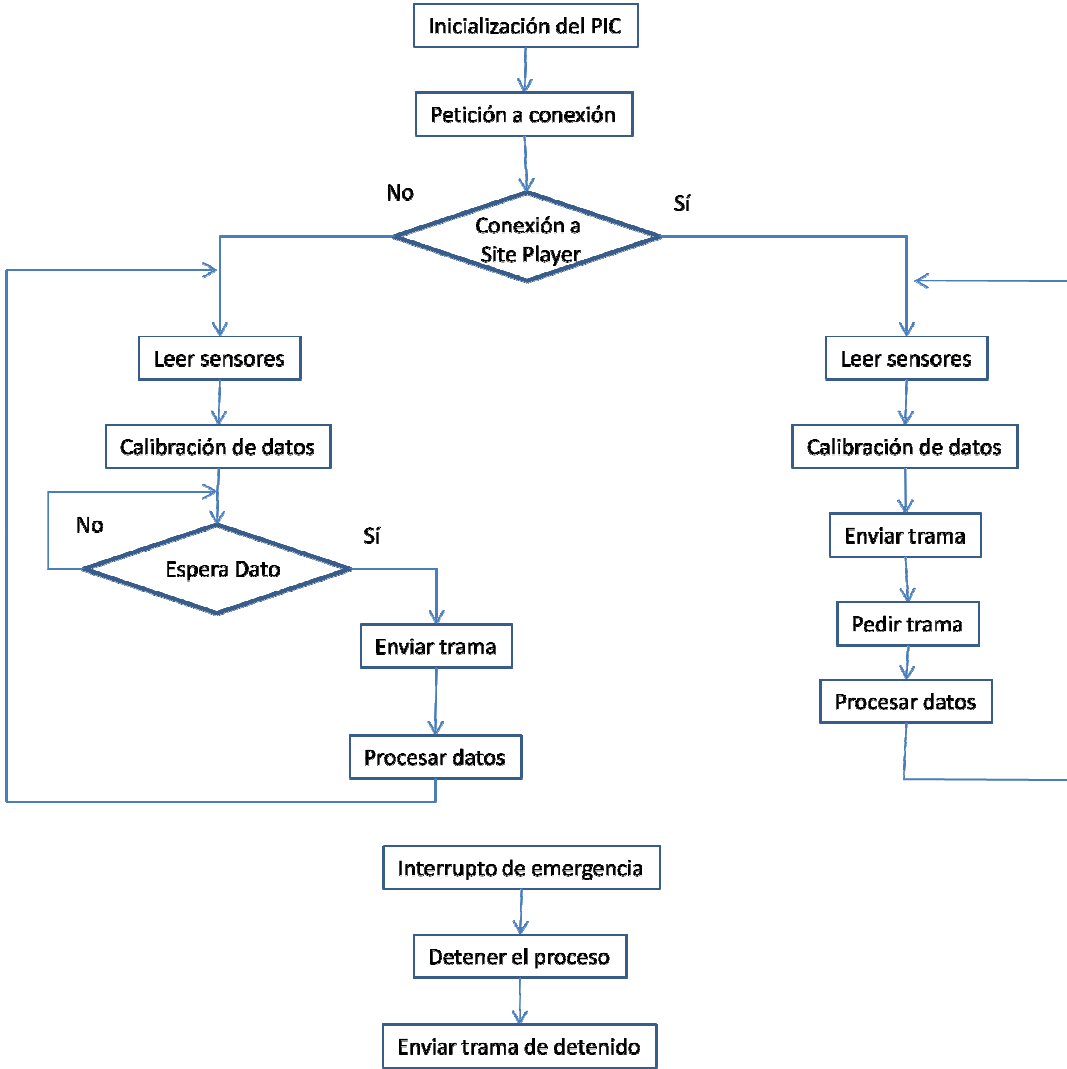 Inicialización del PIC
Petición a conexión
No
Sí
Conexión a
Site Player
Leer sensores
Calibración de datos
No
Sí
Espera Dato
Enviar trama
Procesar datos
Leer sensores
Calibración de datos
Enviar trama
Pedir trama
Procesar datos
Interrupto de emergencia
Detener el proceso
Enviar trama de detenido